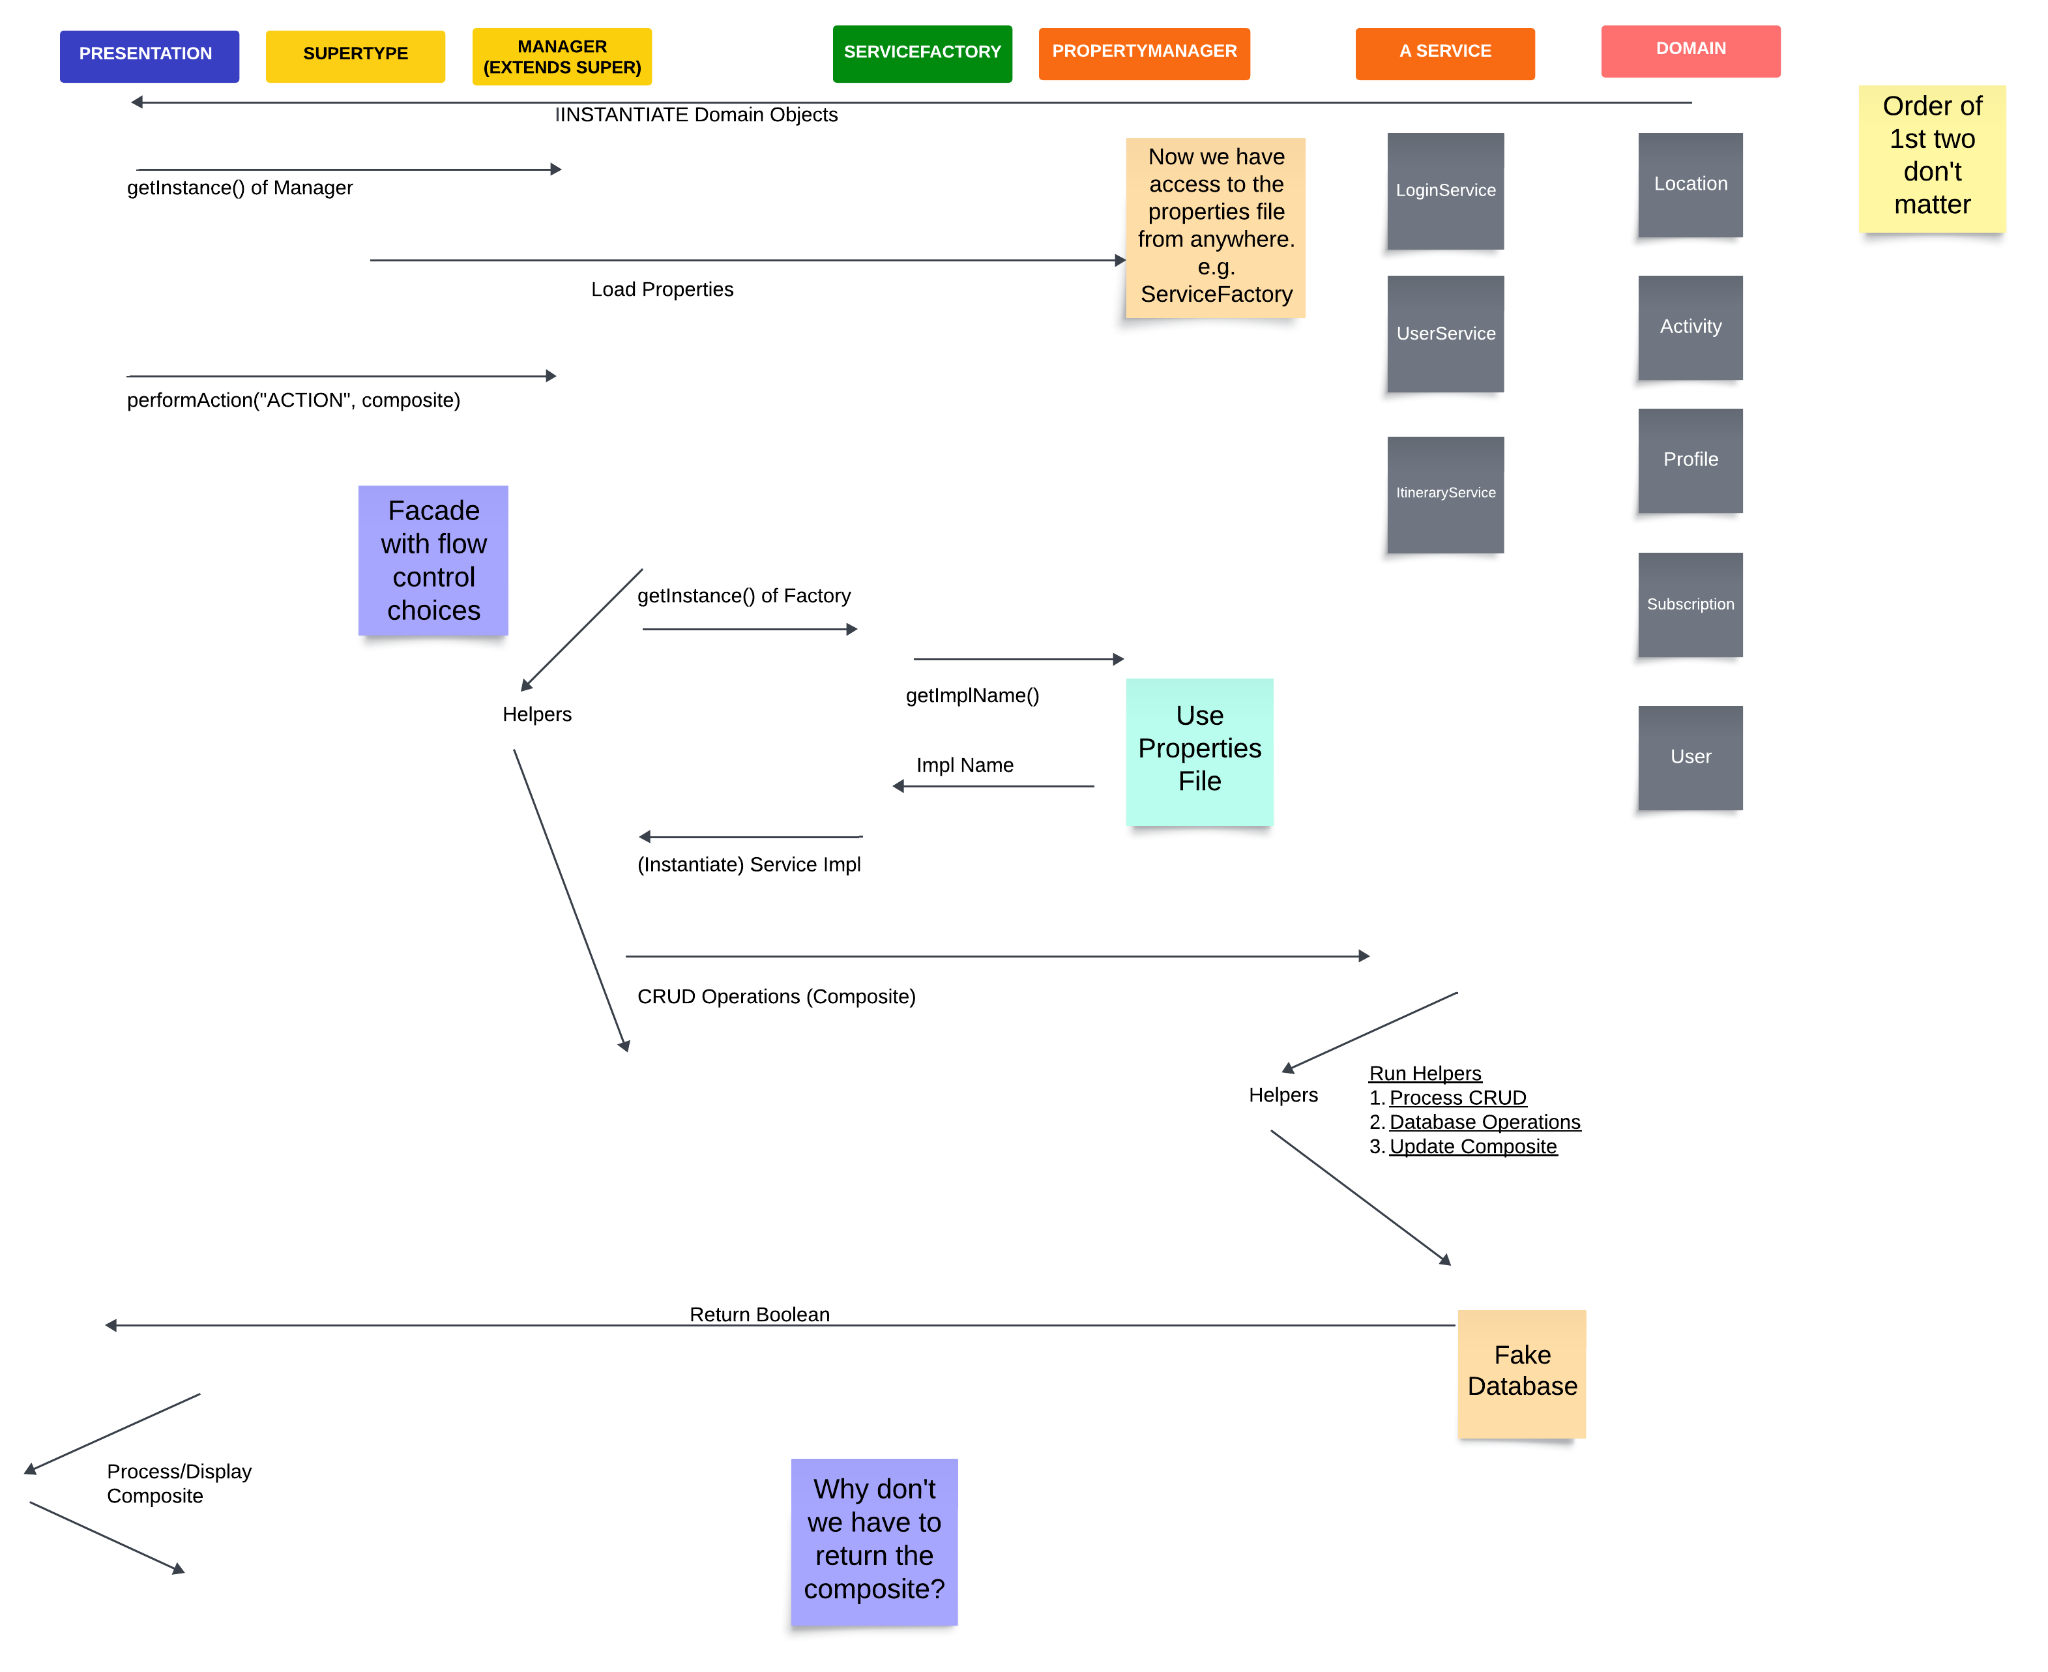 PRESENTATION
SUPERTYPE
MANAGER
(EXTENDS SUPER)
SERVICEFACTORY
PROPERTYMANAGER
A SERVICE
DOMAIN
IINSTANTIATE Domain Objects
Order of
1st two
don't
matter
getInstance() of Manager
Now we have
access to the
properties file
from anywhere.
e.g.
ServiceFactory
LoginService
Location
Load Properties
UserService
Activity
performAction("ACTION", composite)
Profile
ItineraryService
Facade
with flow
control
choices
getInstance() of Factory
Subscription
Helpers
getImplName()
Use
Properties
File
Impl Name
User
(Instantiate) Service Impl
CRUD Operations (Composite)
Helpers
Run Helpers
1. Process CRUD
2. Database Operations
3. Update Composite
Return Boolean
Fake
Database
Process/Display
Composite
Why don't
we have to
return the
composite?